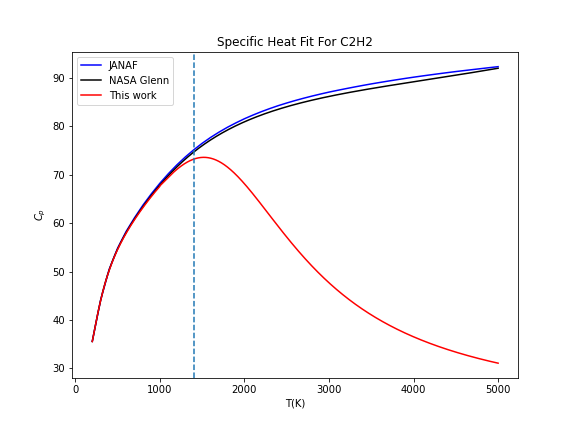 Specific Heat Fit For C2H2
JANAF
NASA Glenn
This work
90
80
70
60
50
40
30
Cp
0 1000 2000 3000 4000 5000
T(K)